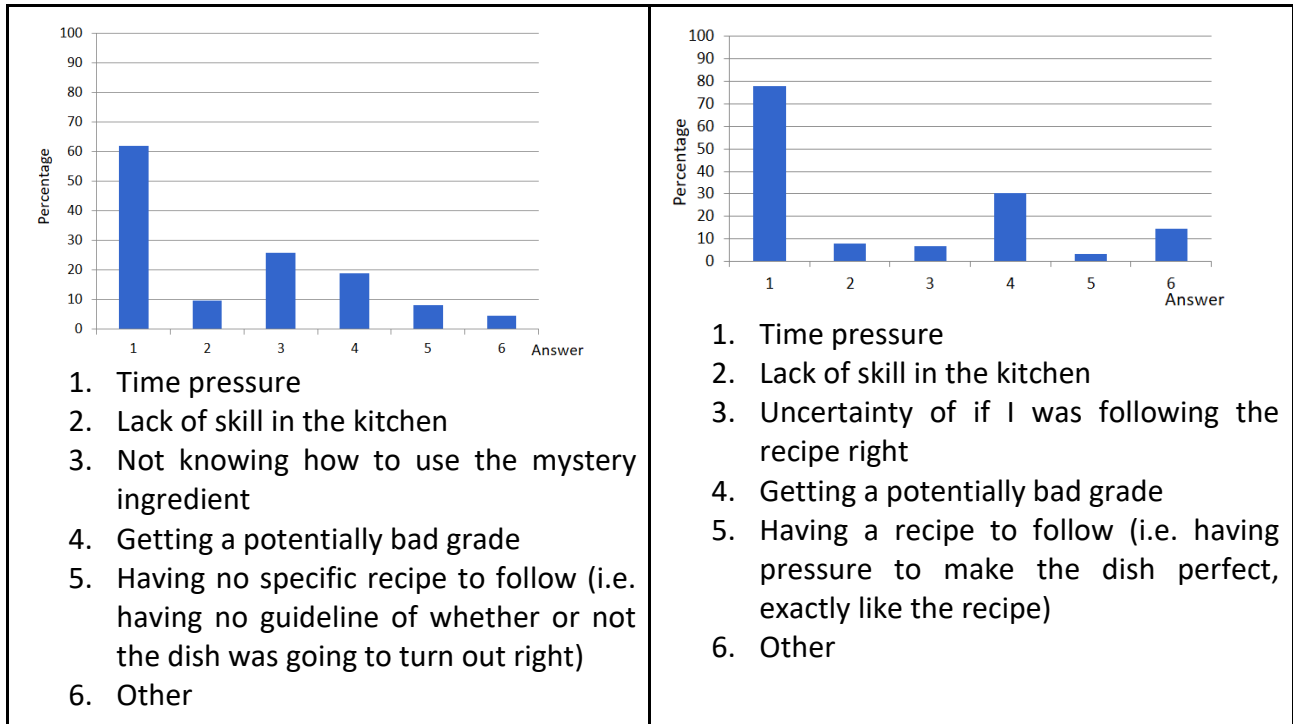 100
90
80
70
60
50
40
30
20
10
0
Percentage
1 2 3 4 5 6 Answer
1. Time pressure
2. Lack of skill in the kitchen
3. Not knowing how to use the mystery
ingredient
4. Getting a potentially bad grade
5. Having no specific recipe to follow (i.e.
having no guideline of whether or not
the dish was going to turn out right)
6. Other
100
90
80
70
60
50
40
30
20
10
0
Percentage
1 2 3 4 5 6
Answer
1. Time pressure
2. Lack of skill in the kitchen
3. Uncertainty of if I was following the
recipe right
4. Getting a potentially bad grade
5. Having a recipe to follow (i.e. having
pressure to make the dish perfect,
exactly like the recipe)
6. Other